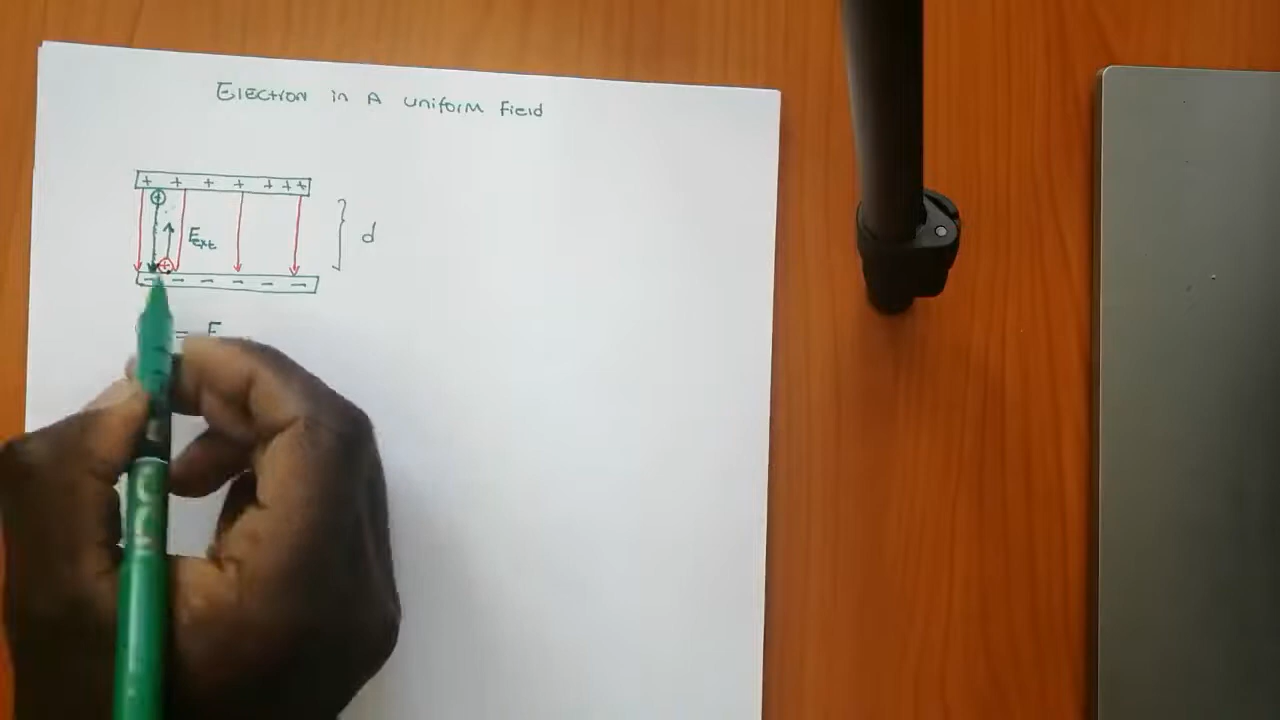 Electron in A uniform Field
+ + + + + + +
+
Eext
d
+
− − − − − −
= E